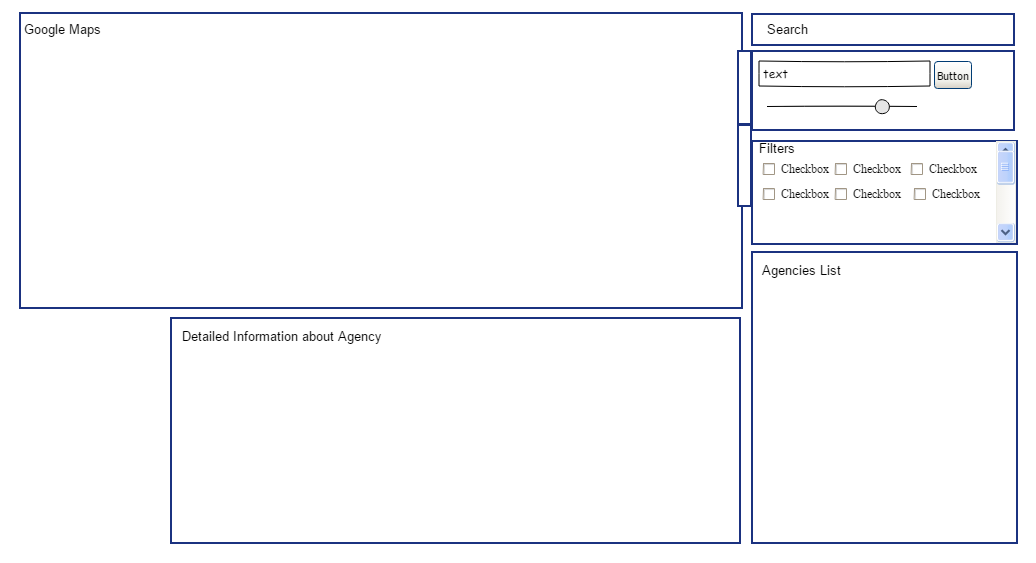 Google Maps
Search
text
Button
Filters
Checkbox Checkbox Checkbox
Checkbox Checkbox Checkbox
Agencies List
Detailed Information about Agency